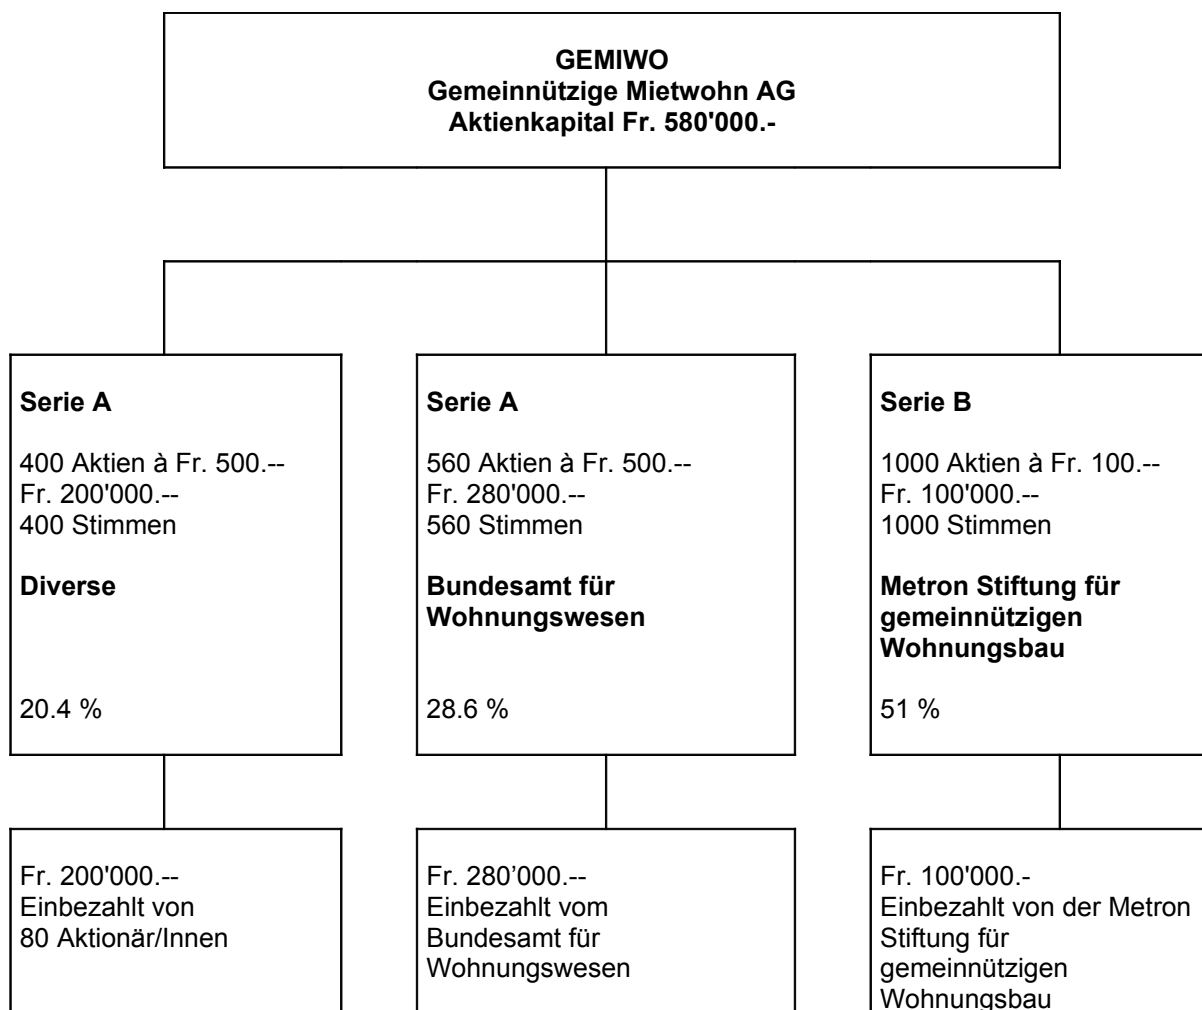 GEMIWO
Gemeinnützige Mietwohn AG
Aktienkapital Fr. 580'000.-
Serie A
400 Aktien à Fr. 500.--
Fr. 200'000.--
400 Stimmen
Diverse
20.4 %
Serie A
560 Aktien à Fr. 500.--
Fr. 280'000.--
560 Stimmen
Bundesamt für
Wohnungswesen
28.6 %
Serie B
1000 Aktien à Fr. 100.--
Fr. 100'000.--
1000 Stimmen
Metron Stiftung für
gemeinnützigen
Wohnungsbau
51 %
Fr. 200'000.--
Einbezahlt von
80 Aktionär/Innen
Fr. 280’000.--
Einbezahlt vom
Bundesamt für
Wohnungswesen
Fr. 100'000.-
Einbezahlt von der Metron
Stiftung für
gemeinnützigen
Wohnungsbau